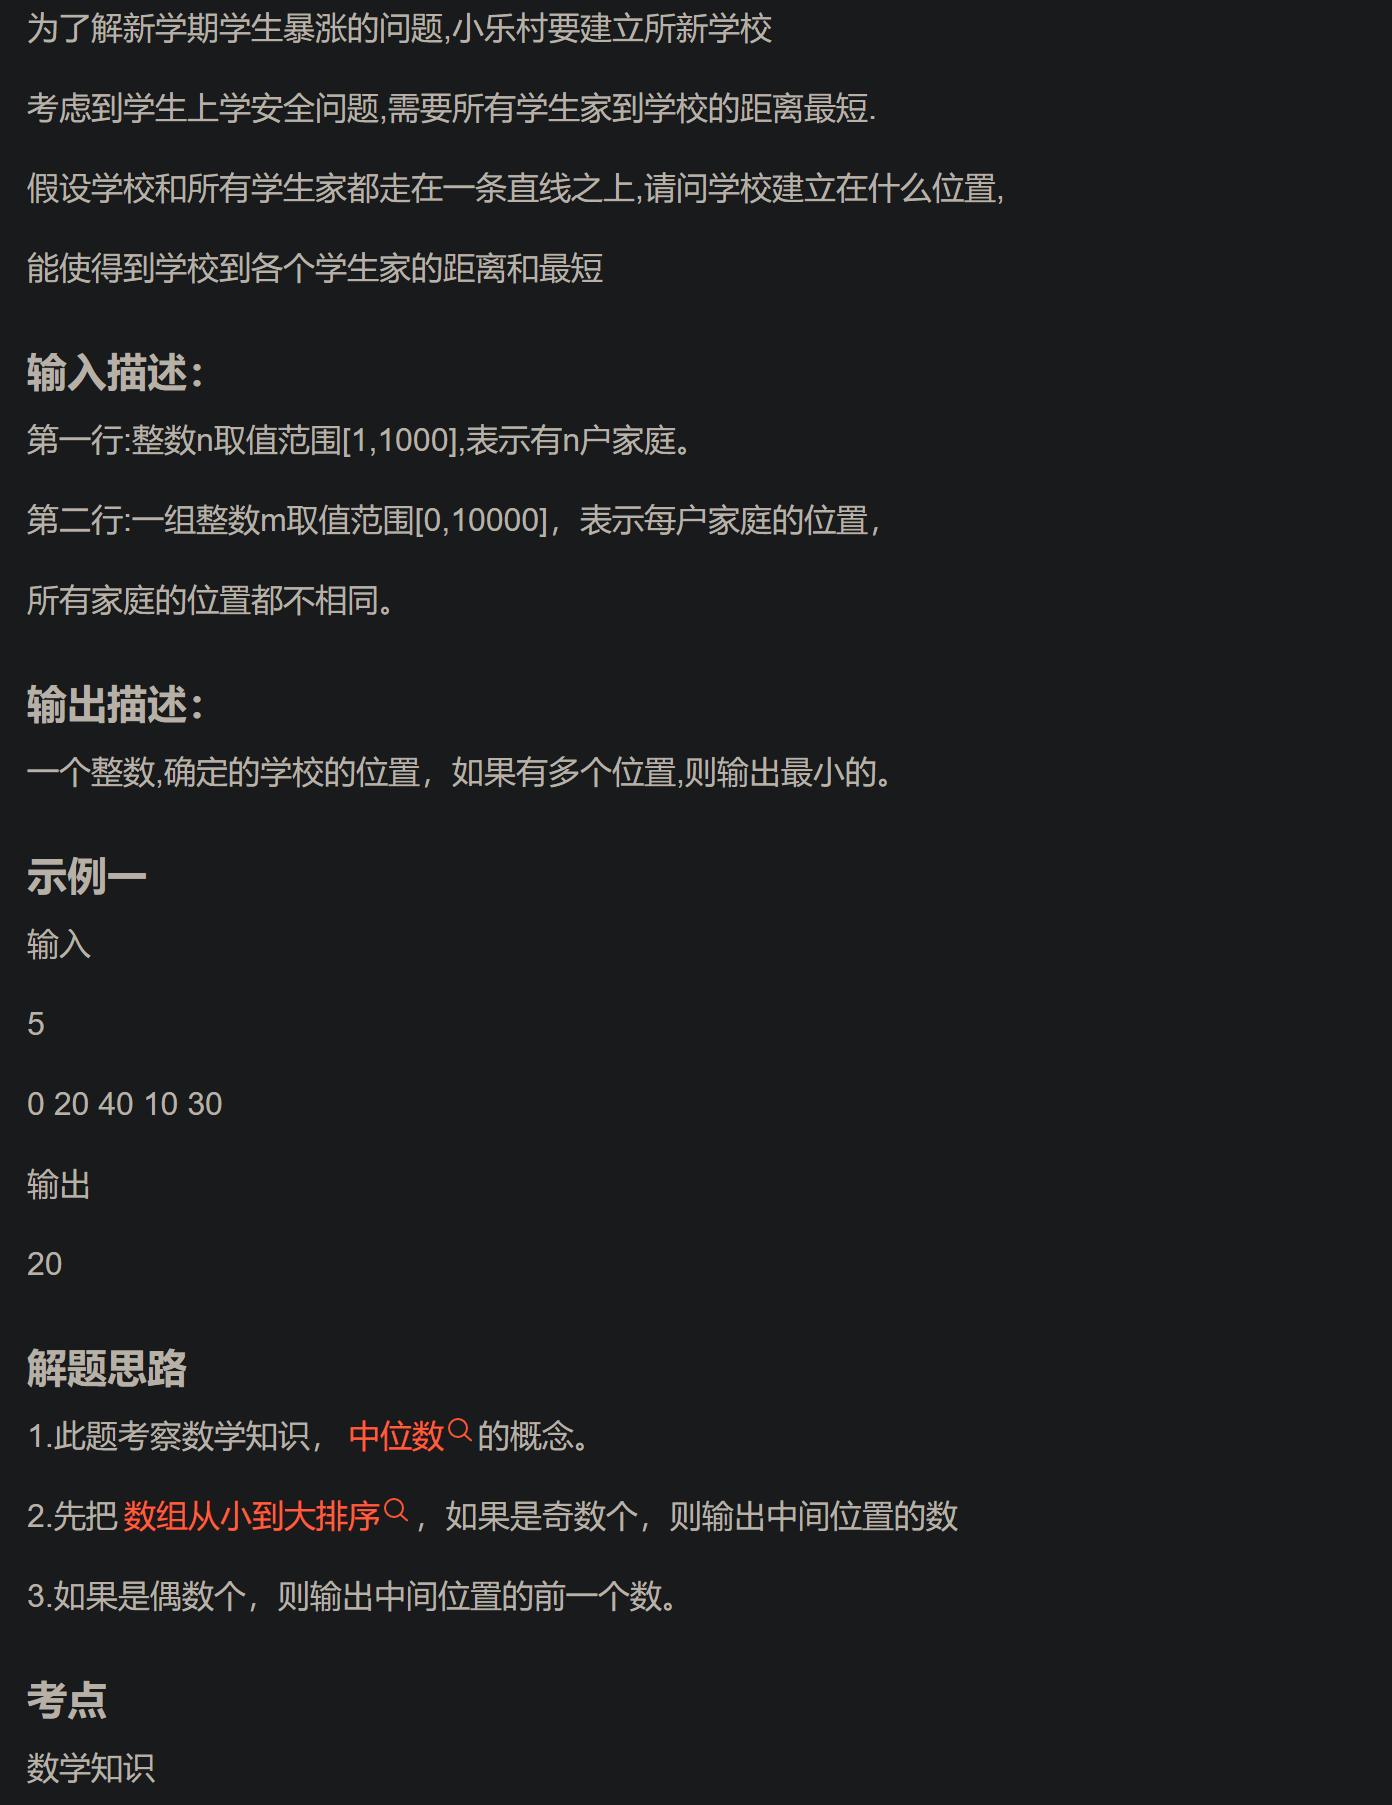 为了解新学期学生暴涨的问题,小乐村要建立所新学校
考虑到学生上学安全问题,需要所有学生家到学校的距离最短.
假设学校和所有学生家都走在一条直线之上,请问学校建立在什么位置,
能使得到学校到各个学生家的距离和最短
输入描述：
第一行:整数n取值范围[1,1000],表示有n户家庭。
第二行:一组整数m取值范围[0,10000]，表示每户家庭的位置，
所有家庭的位置都不相同。
输出描述：
一个整数,确定的学校的位置，如果有多个位置,则输出最小的。
示例一
输入
5
0 20 40 10 30
输出
20
解题思路
1.此题考察数学知识， 中位数 的概念。
2.先把 数组从小到大排序 ，如果是奇数个，则输出中间位置的数
3.如果是偶数个，则输出中间位置的前一个数。
考点
数学知识